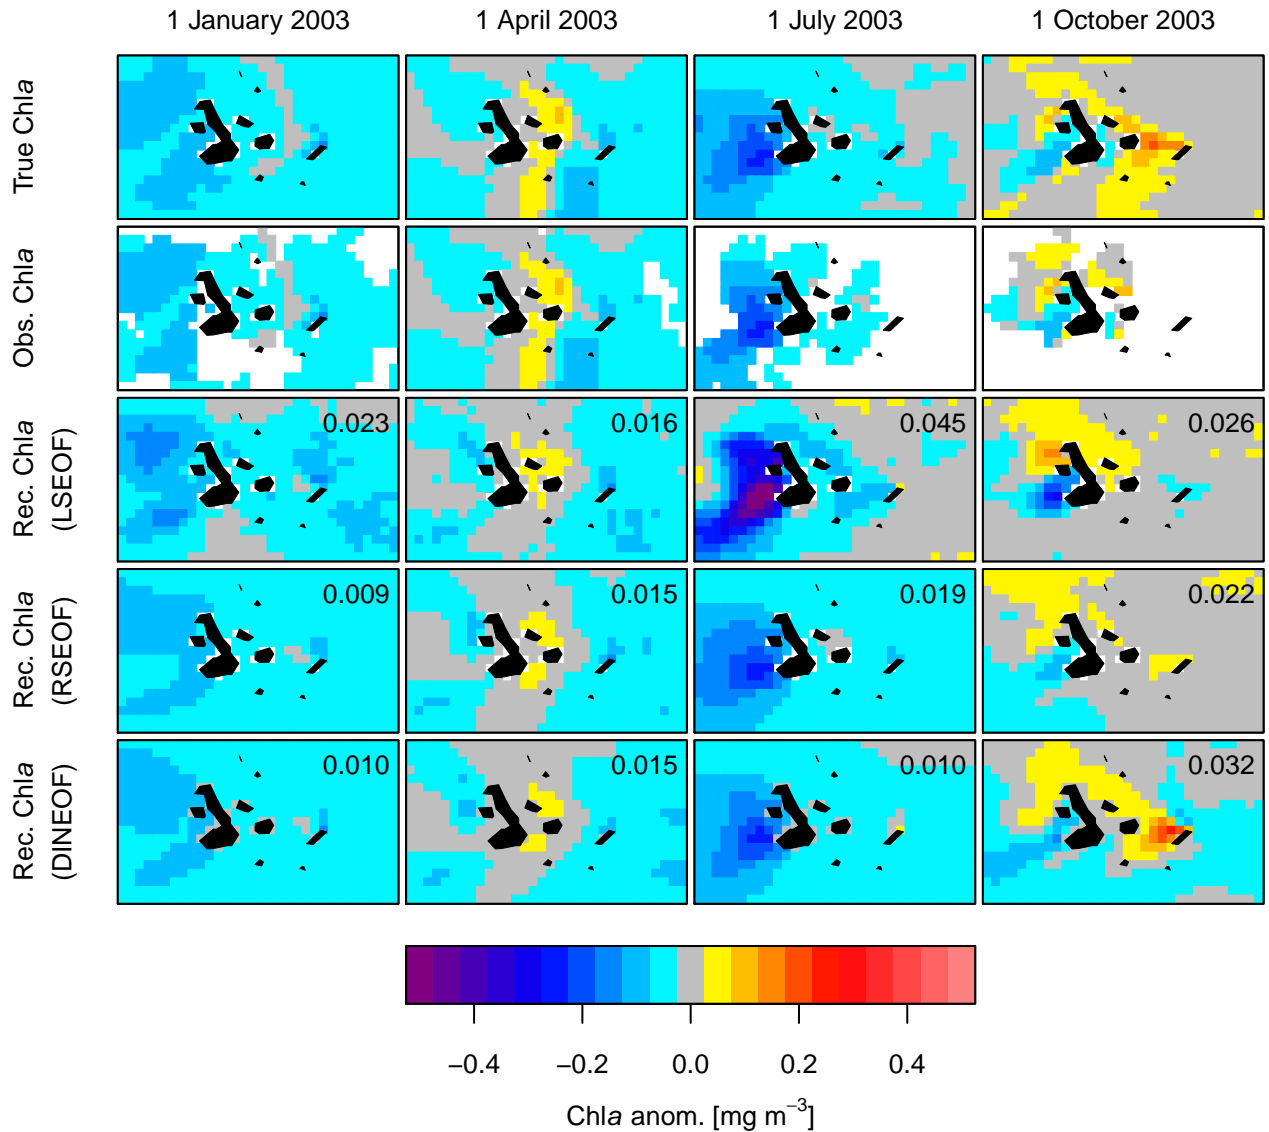 1 January 2003 1 April 2003 1 July 2003 1 October 2003
True Chla
Obs. Chla
Rec. Chla
(LSEOF)
0.023 0.016 0.045 0.026
Rec. Chla
(RSEOF)
0.009 0.015 0.019 0.022
Rec. Chla
(DINEOF)
0.010 0.015 0.010 0.032
−0.4 −0.2 0.0 0.2 0.4
Chla anom. [mg m⁻³]